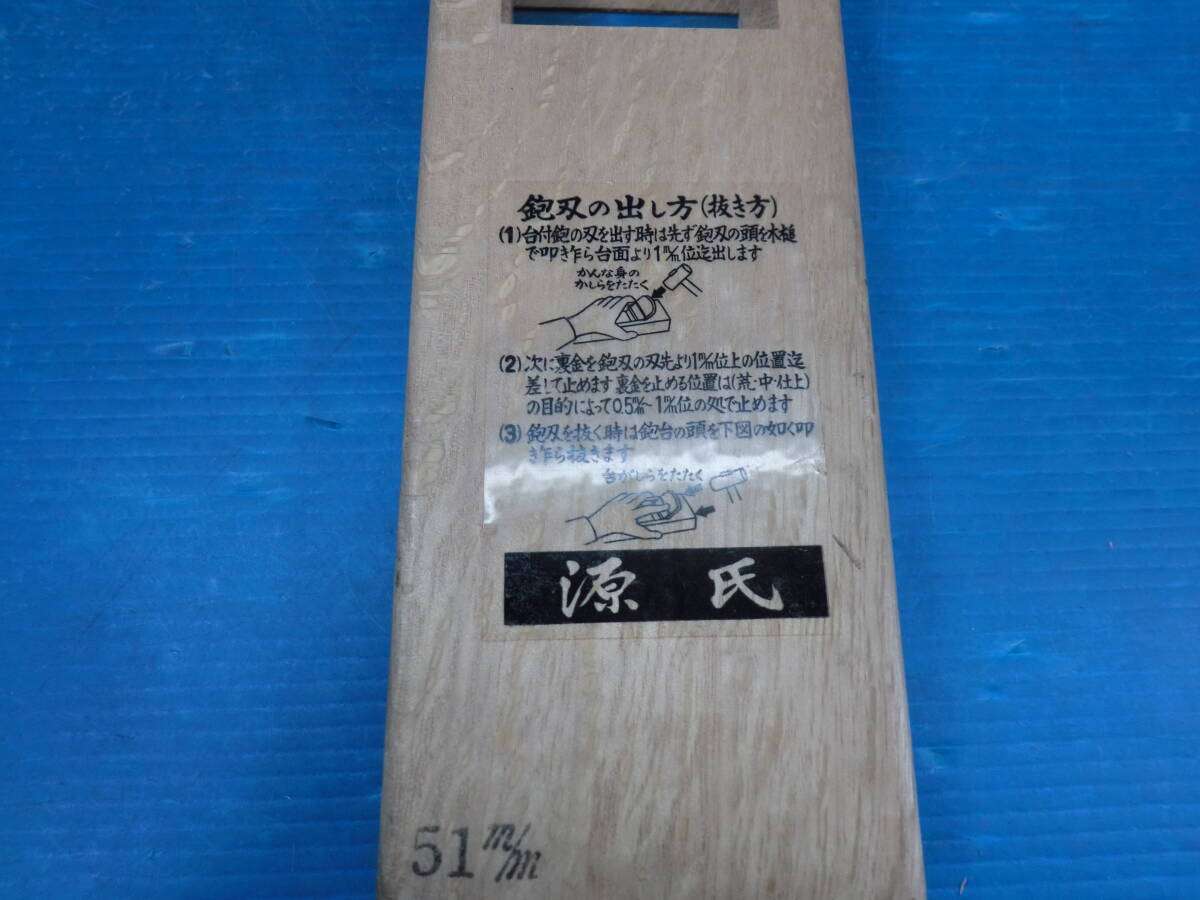 鉋刃の出し方(抜き方)
(1)台付鉋の刃を出す時は先ず鉋刃の頭を木槌
で叩き乍ら台面より1m/m位迄出します
かんな身の
かしらをたたく
(2)次に裏金を鉋刃の刃先より1m/m位上の位置迄
差して止めます裏金を止める位置は(荒・中・仕上)
の目的によって0.5m/m～1m/m位の処で止めます
(3)鉋刃を抜く時は鉋台の頭を下図の如く叩
き乍ら抜きます
台がしらをたたく
源氏
51m/m